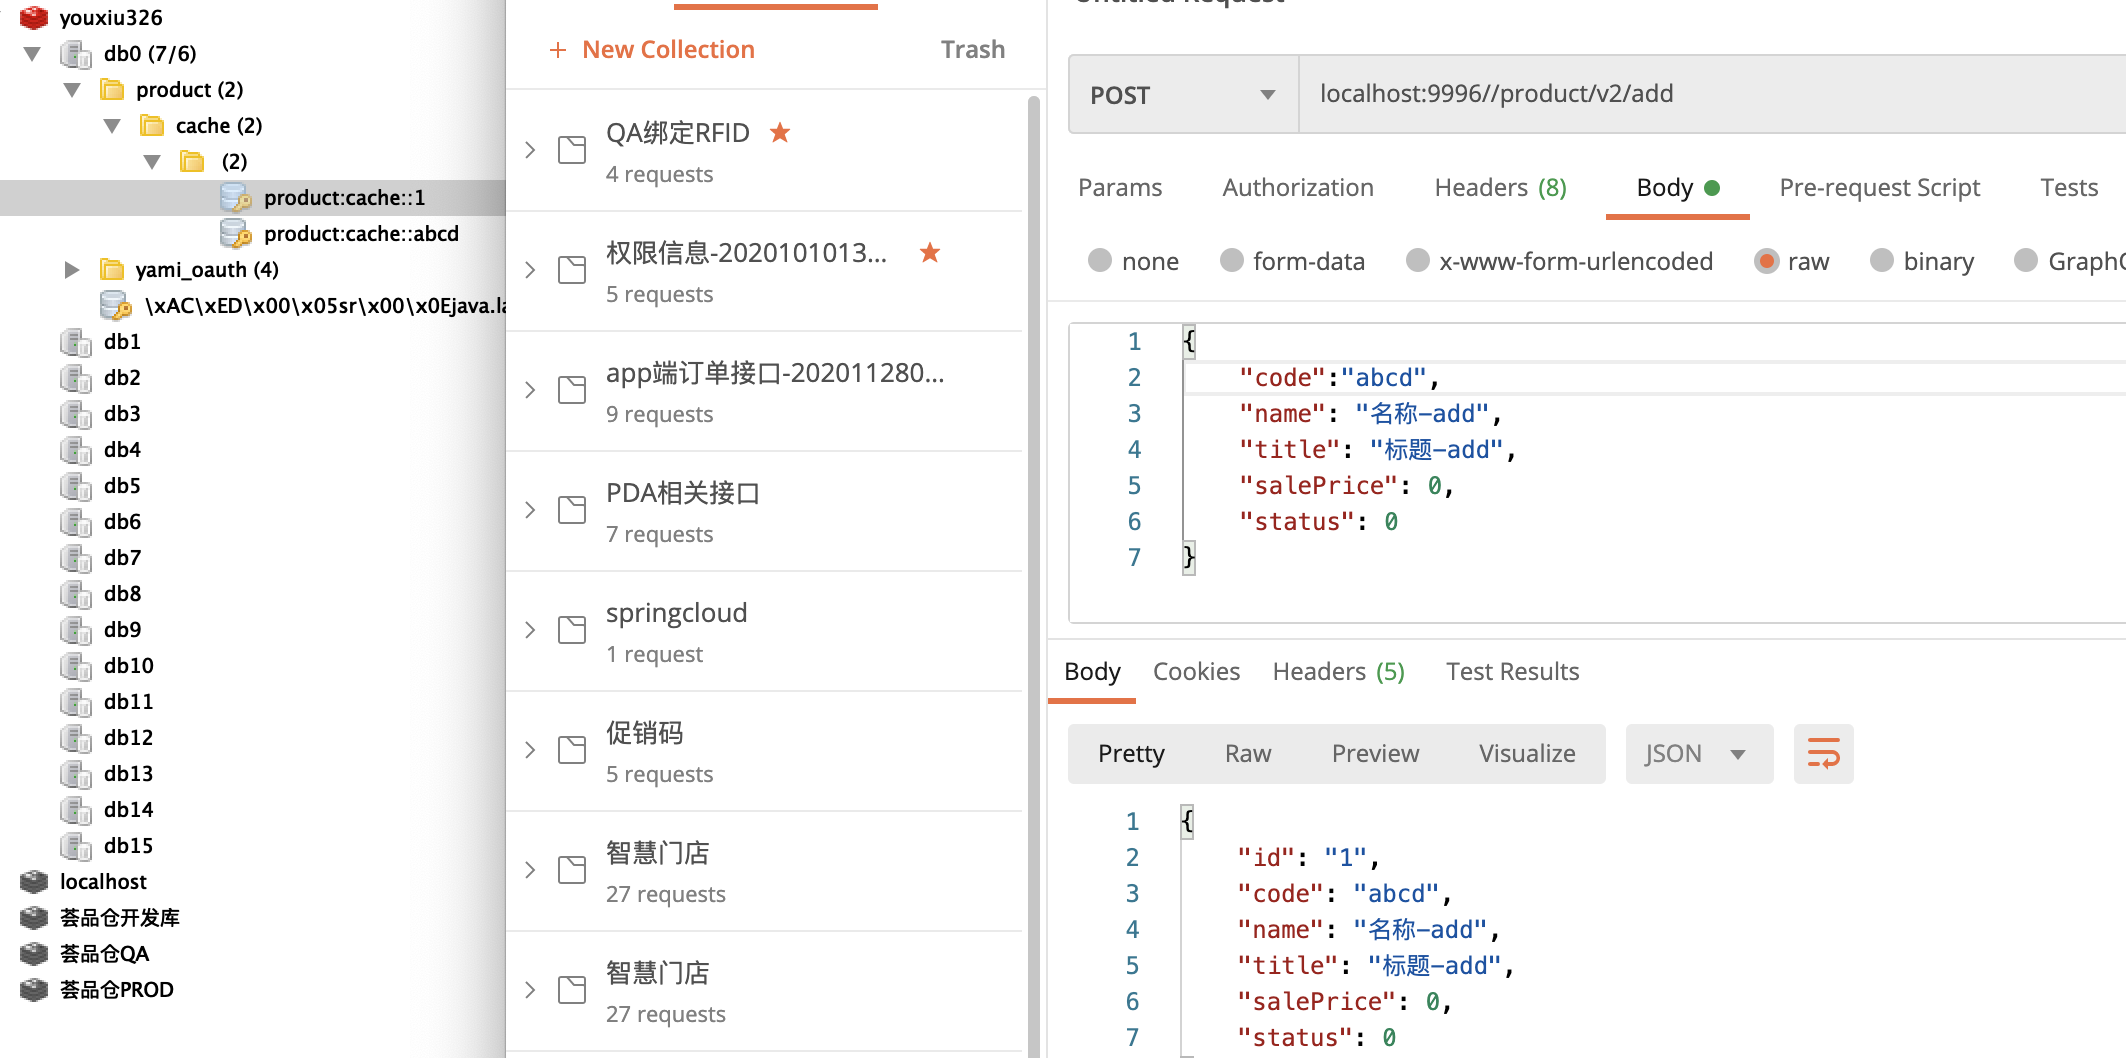 youxiu326
db0 (7/6)
product (2)
cache (2)
(2)
product:cache::1
product:cache::abcd
yami_oauth (4)
\xAC\xED\x00\x05sr\x00\x0Ejava.la
db1
db2
db3
db4
db5
db6
db7
db8
db9
db10
db11
db12
db13
db14
db15
localhost
荟品仓开发库
荟品仓QA
荟品仓PROD
+ New Collection
Trash
QA绑定RFID
4 requests
权限信息-2020101013...
5 requests
app端订单接口-202011280...
9 requests
PDA相关接口
7 requests
springcloud
1 request
促销码
5 requests
智慧门店
27 requests
智慧门店
27 requests
Untitled Request
POST
localhost:9996//product/v2/add
Params Authorization Headers (8) Body Pre-request Script Tests
none form-data x-www-form-urlencoded raw binary GraphQ
1 {
2 "code":"abcd",
3 "name": "名称-add",
4 "title": "标题-add",
5 "salePrice": 0,
6 "status": 0
7 }
Body Cookies Headers (5) Test Results
Pretty Raw Preview Visualize JSON
1 {
2 "id": "1",
3 "code": "abcd",
4 "name": "名称-add",
5 "title": "标题-add",
6 "salePrice": 0,
7 "status": 0